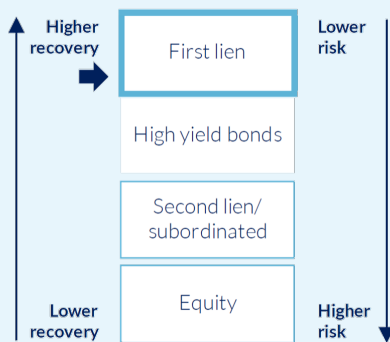 Higher
recovery
First lien
Lower
risk
High yield bonds
Second lien/
subordinated
Lower
recovery
Equity
Higher
risk